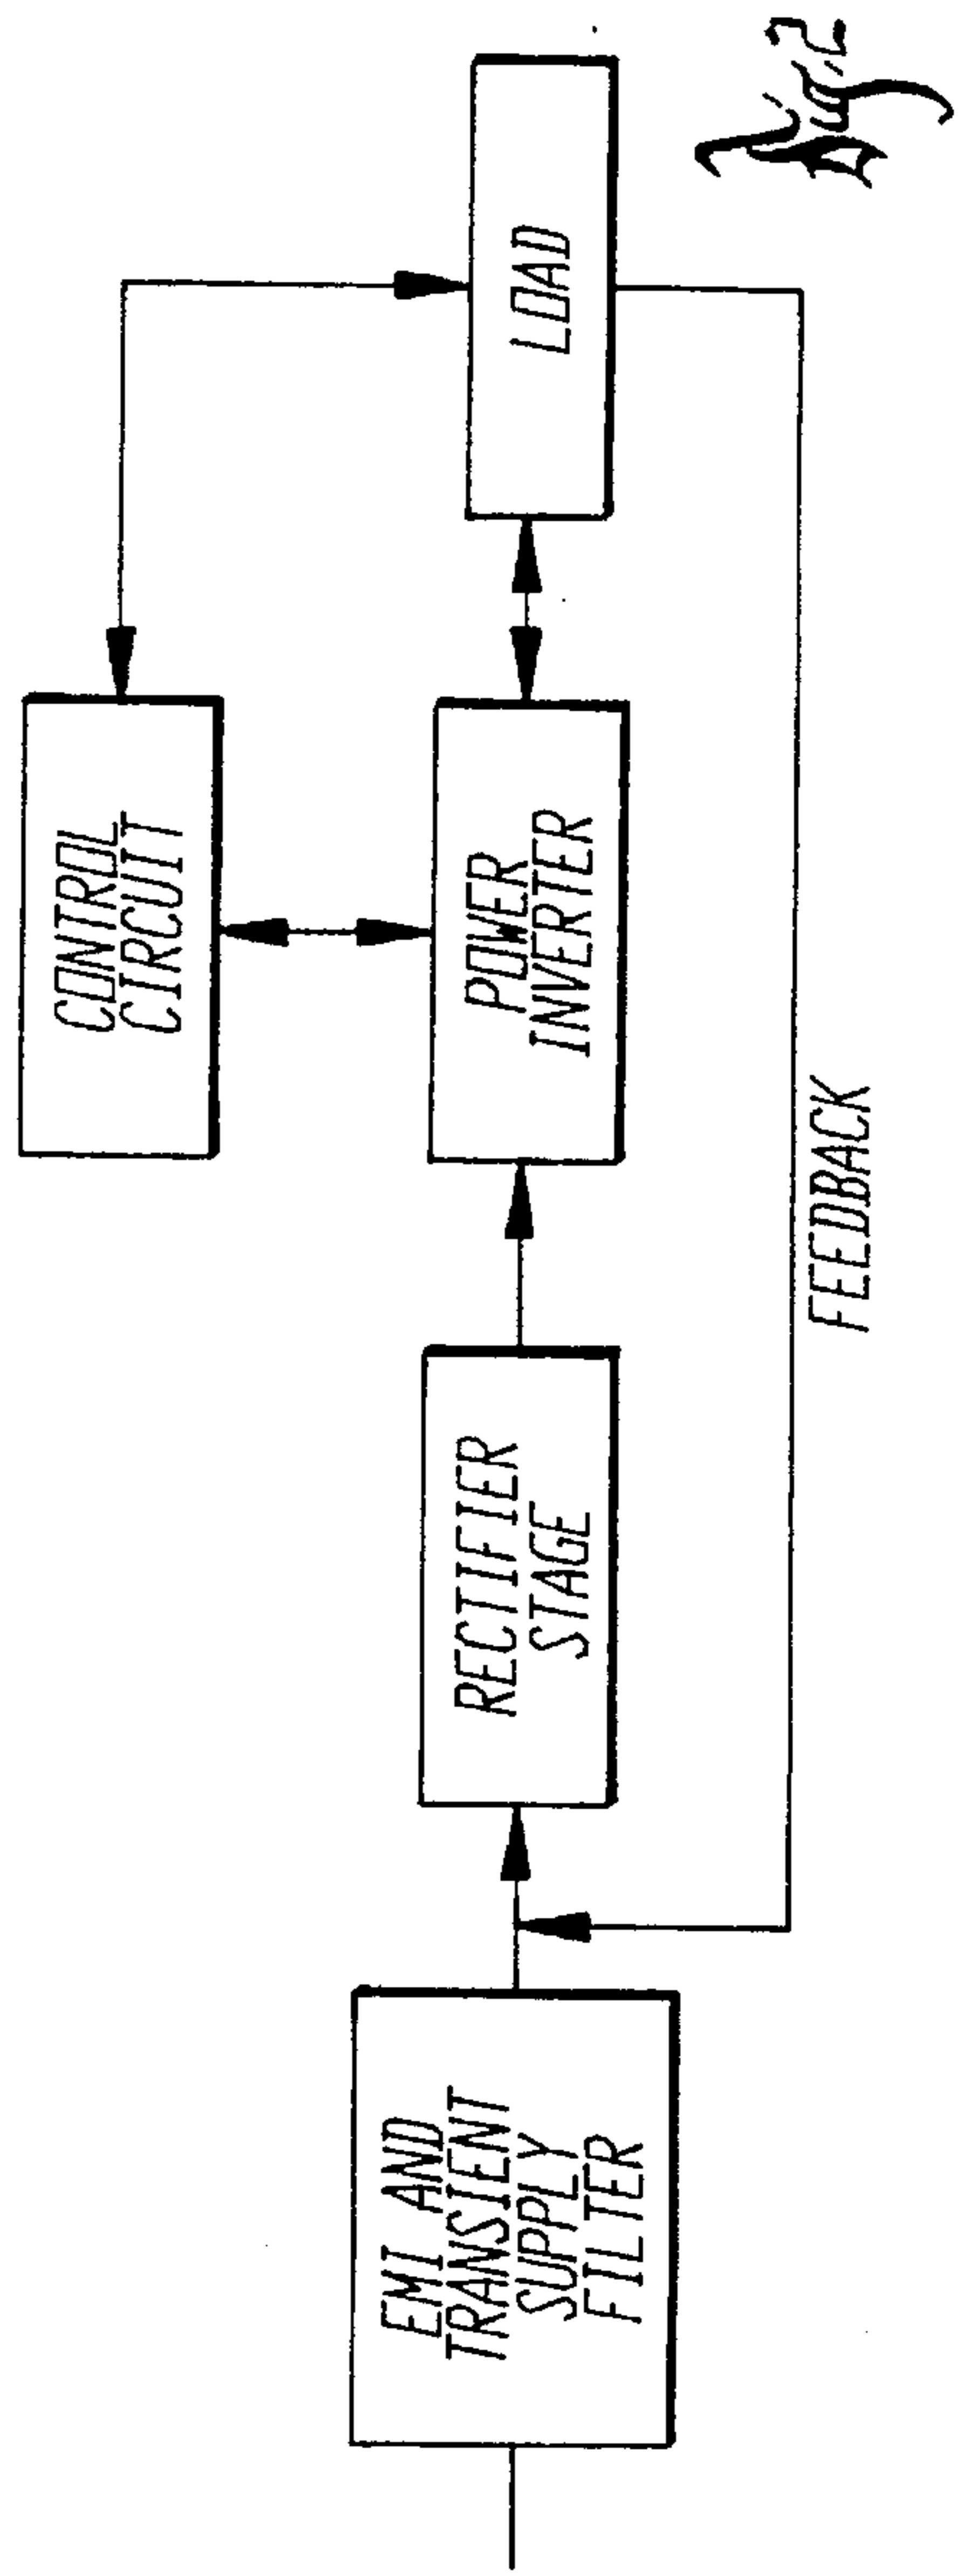 EMI AND
TRANSIENT
SUPPLY
FILTER
RECTIFIER
STAGE
POWER
INVERTER
CONTROL
CIRCUIT
LOAD
FEEDBACK
Fig. 2